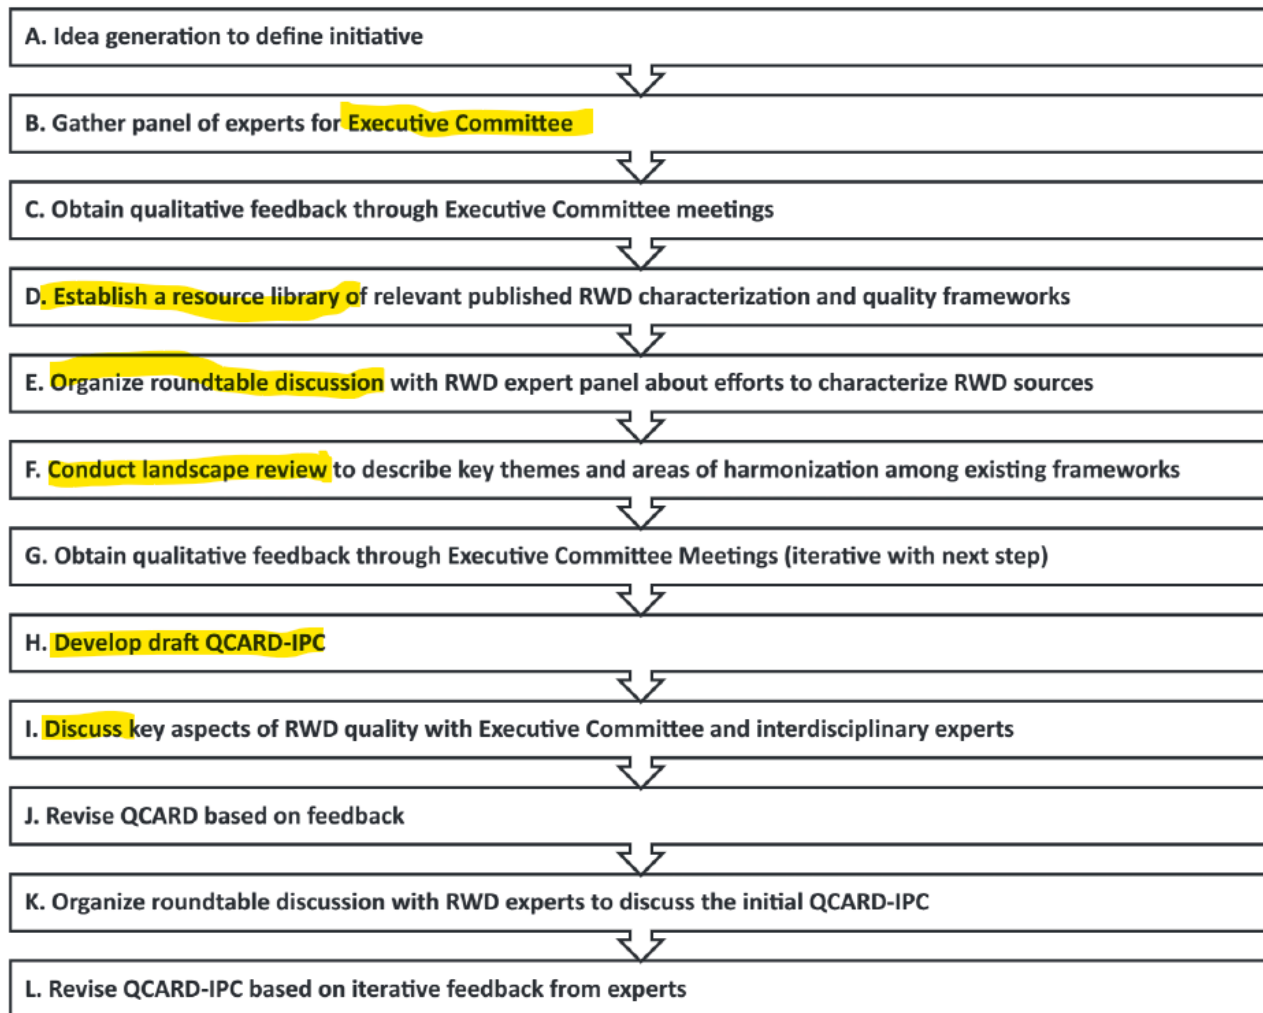 A. Idea generation to define initiative
B. Gather panel of experts for Executive Committee
C. Obtain qualitative feedback through Executive Committee meetings
D. Establish a resource library of relevant published RWD characterization and quality frameworks
E. Organize roundtable discussion with RWD expert panel about efforts to characterize RWD sources
F. Conduct landscape review to describe key themes and areas of harmonization among existing frameworks
G. Obtain qualitative feedback through Executive Committee Meetings (iterative with next step)
H. Develop draft QCARD-IPC
I. Discuss key aspects of RWD quality with Executive Committee and interdisciplinary experts
J. Revise QCARD based on feedback
K. Organize roundtable discussion with RWD experts to discuss the initial QCARD-IPC
L. Revise QCARD-IPC based on iterative feedback from experts